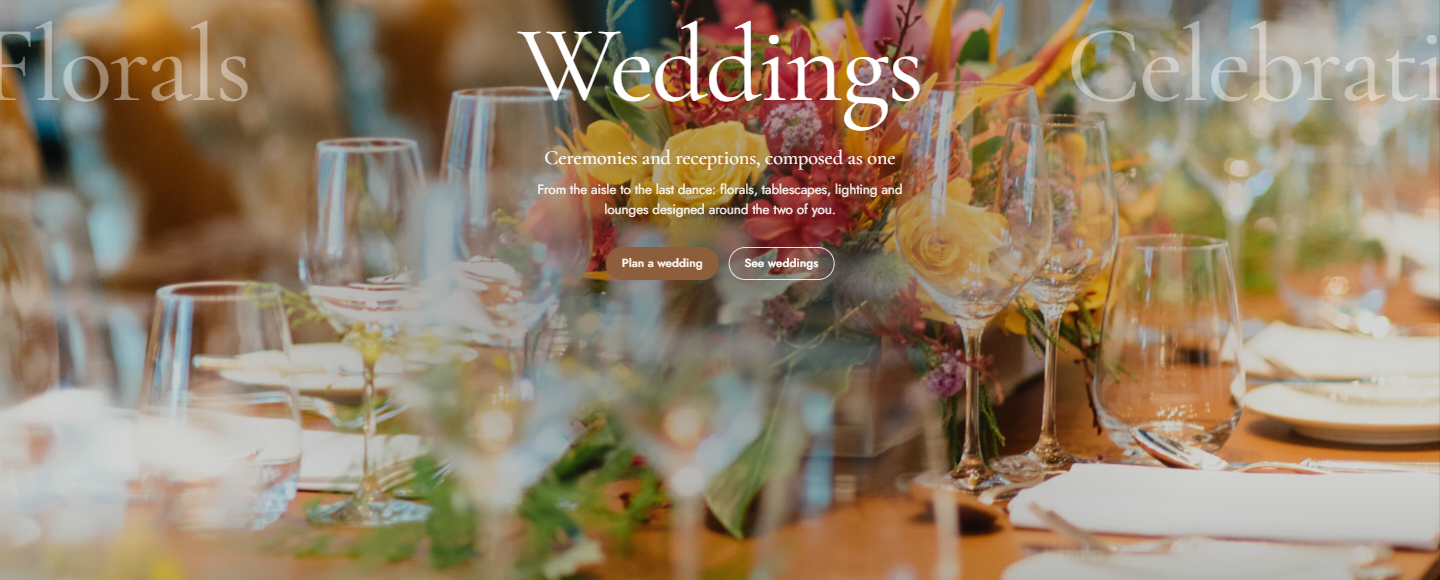 Florals Weddings Celebrati
Ceremonies and receptions, composed as one
From the aisle to the last dance: florals, tablescapes, lighting and
lounges designed around the two of you.
Plan a wedding See weddings